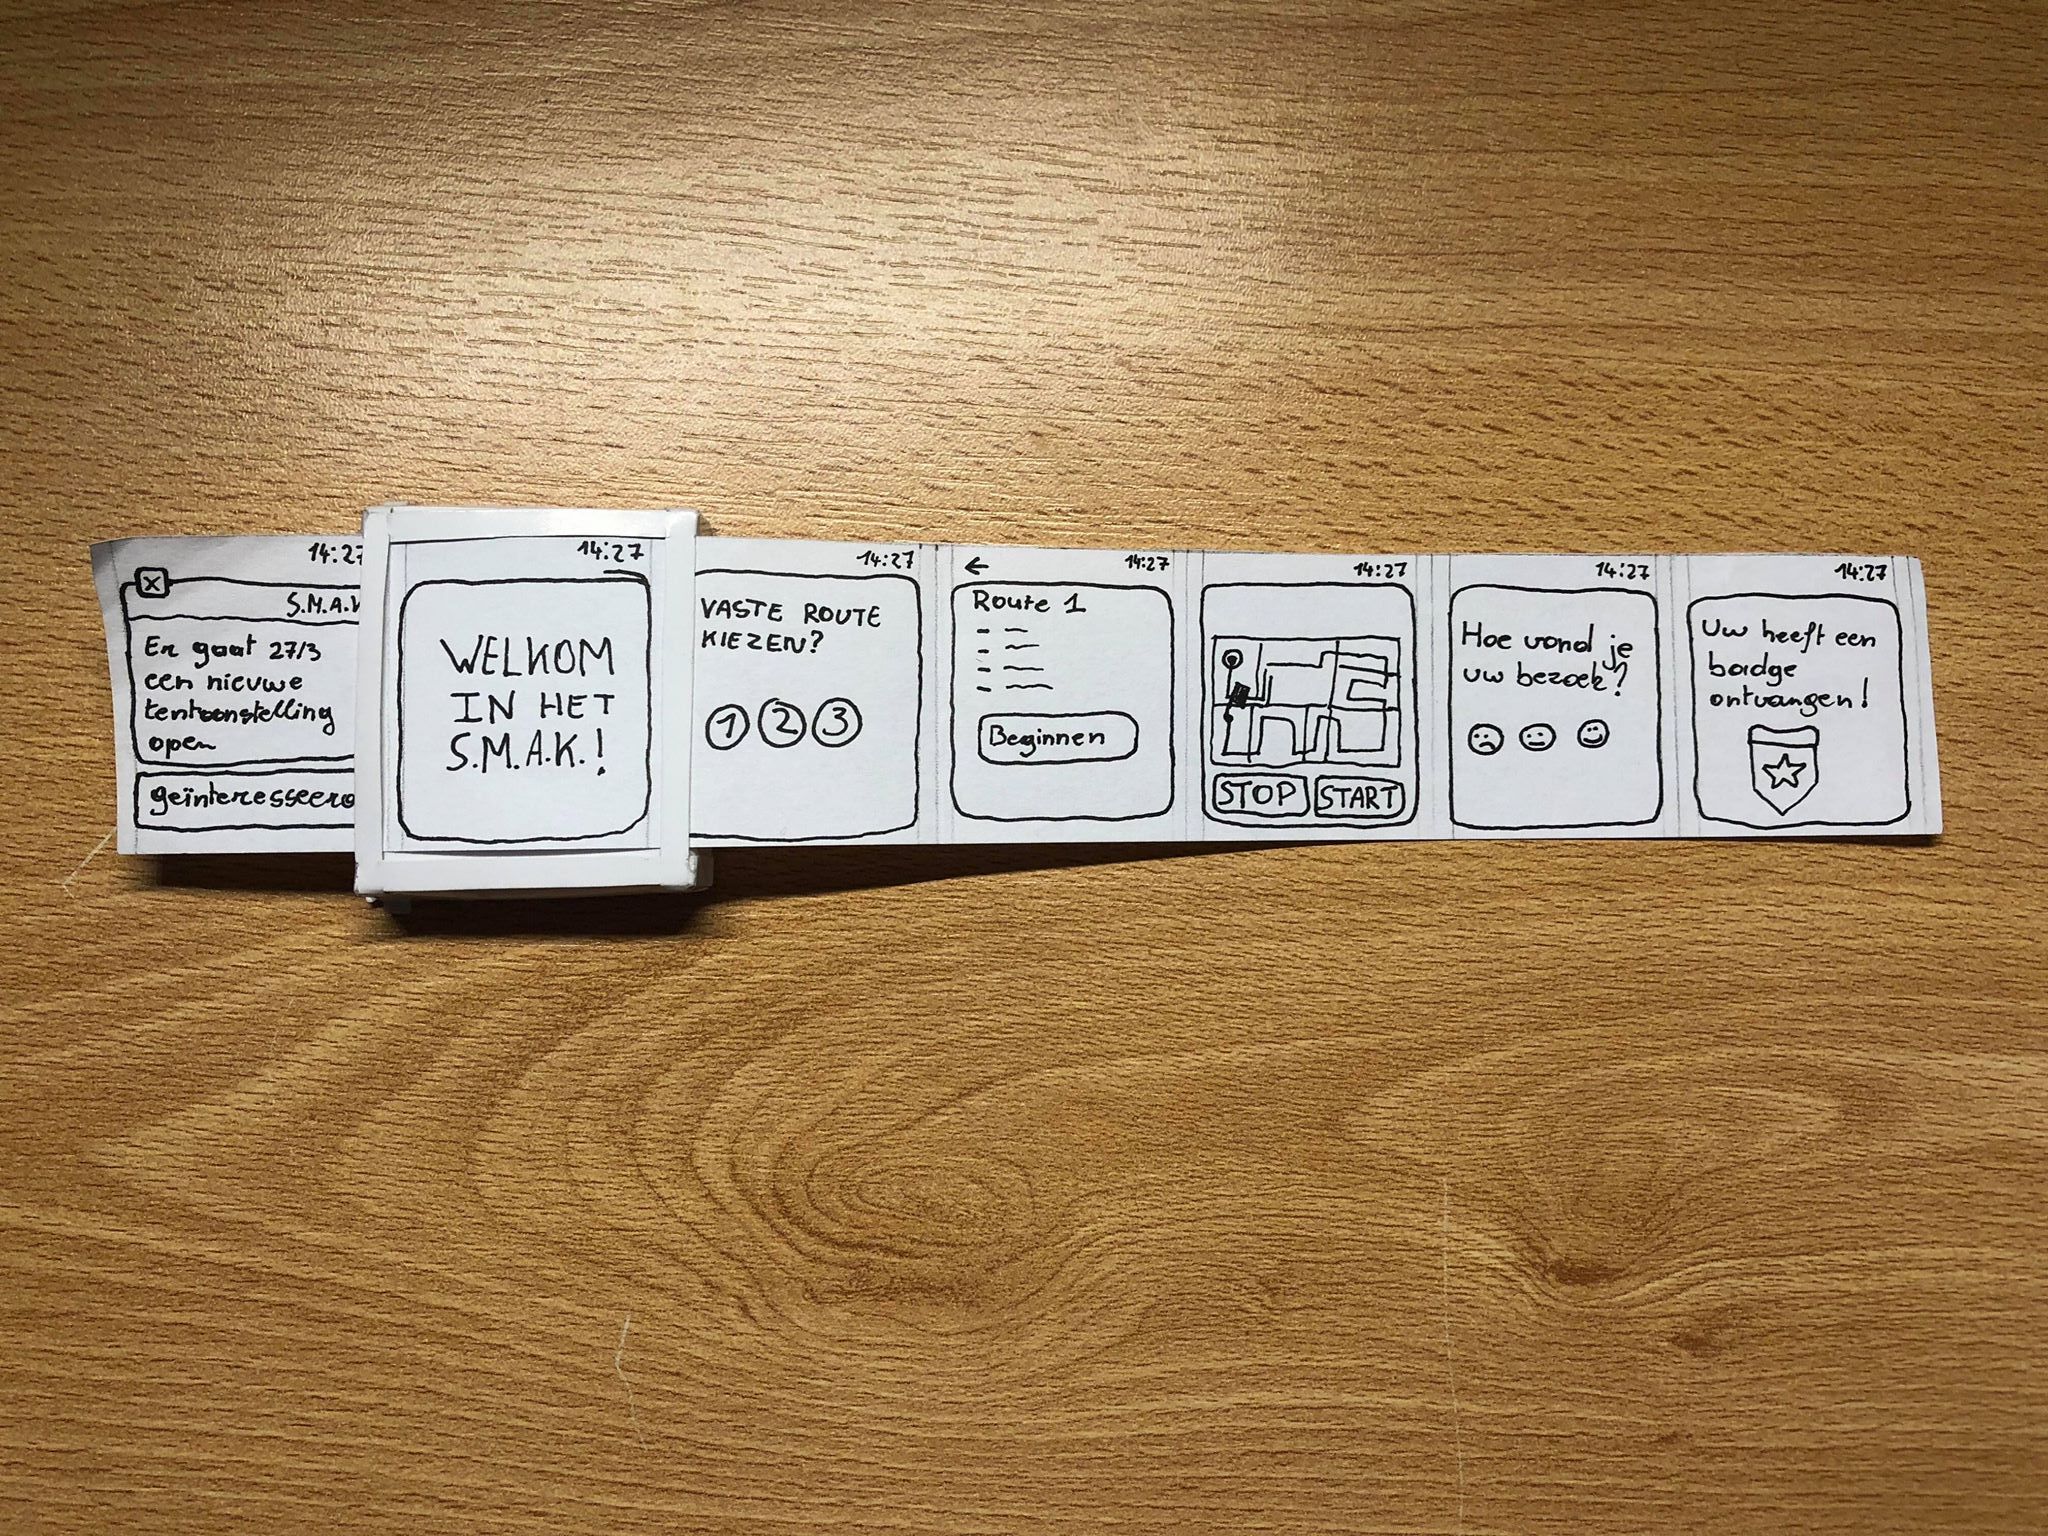 14:27
X
S.M.A.K
Er gaat 27/3
een nieuwe
tentoonstelling
open
geïnteresseerd
14:27
WELKOM
IN HET
S.M.A.K.!
14:27
VASTE ROUTE
KIEZEN?
1 2 3
← 14:27
Route 1
Beginnen
14:27
STOP START
14:27
Hoe vond je
uw bezoek?
14:27
Uw heeft een
badge
ontvangen!